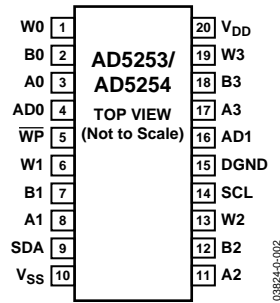 W0 1
B0 2
A0 3
AD0 4
WP 5
W1 6
B1 7
A1 8
SDA 9
VSS 10
AD5253/
AD5254
TOP VIEW
(Not to Scale)
20 VDD
19 W3
18 B3
17 A3
16 AD1
15 DGND
14 SCL
13 W2
12 B2
11 A2
03824-0-002